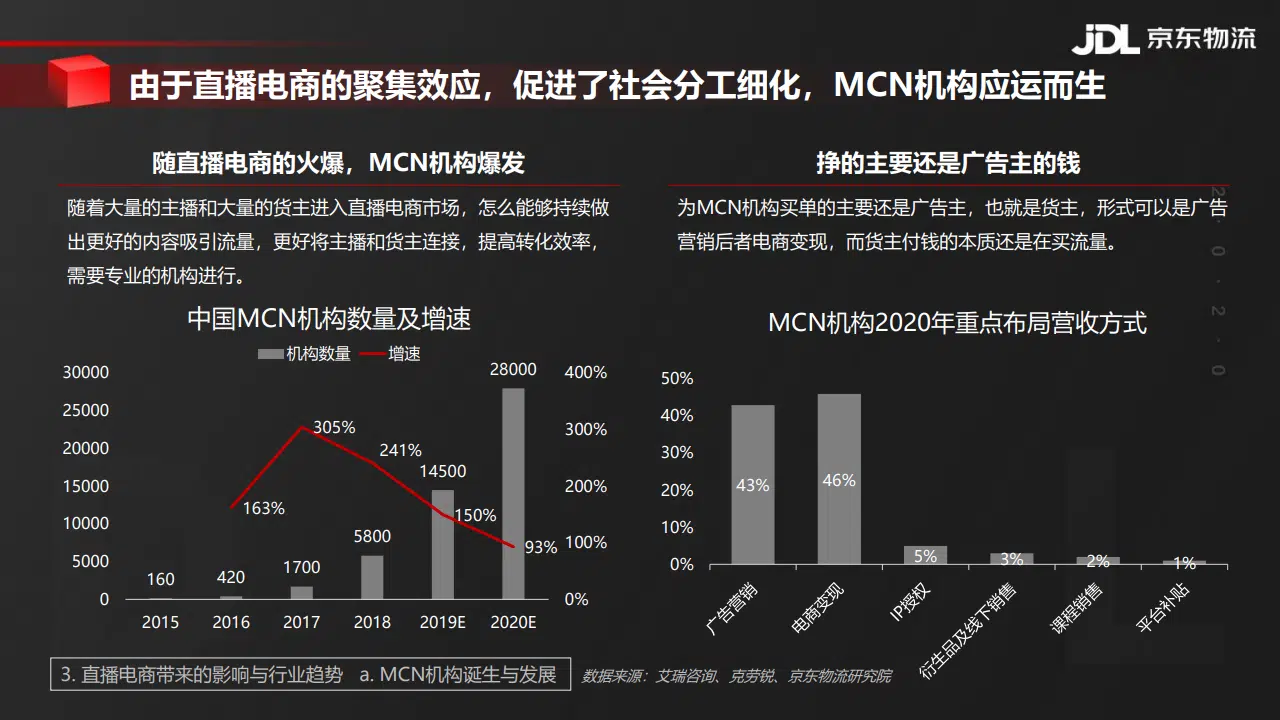 JDL 京东物流
由于直播电商的聚集效应，促进了社会分工细化，MCN机构应运而生
随直播电商的火爆，MCN机构爆发
随着大量的主播和大量的货主进入直播电商市场，怎么能够持续做
出更好的内容吸引流量，更好将主播和货主连接，提高转化效率，
需要专业的机构进行。
中国MCN机构数量及增速
机构数量 增速
30000
25000
20000
15000
10000
5000
0
400%
300%
200%
100%
0%
160
420
1700
5800
14500
28000
163%
305%
241%
150%
93%
2015 2016 2017 2018 2019E 2020E
挣的主要还是广告主的钱
为MCN机构买单的主要还是广告主，也就是货主，形式可以是广告
营销后者电商变现，而货主付钱的本质还是在买流量。
MCN机构2020年重点布局营收方式
50%
40%
30%
20%
10%
0%
43%
46%
5%
3%
2%
1%
广告营销
电商变现
IP授权
衍生品及线下销售
课程销售
平台补贴
3. 直播电商带来的影响与行业趋势 a. MCN机构诞生与发展
数据来源：艾瑞咨询、克劳锐、京东物流研究院